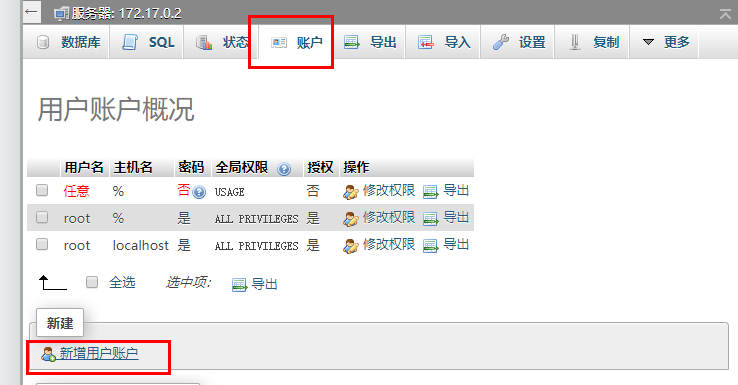 服务器: 172.17.0.2
数据库 SQL 状态 账户 导出 导入 设置 复制 更多
用户账户概况
用户名 主机名 密码 全局权限 授权 操作
任意 % 否 USAGE 否 修改权限 导出
root % 是 ALL PRIVILEGES 是 修改权限 导出
root localhost 是 ALL PRIVILEGES 是 修改权限 导出
全选 选中项: 导出
新建
新增用户账户